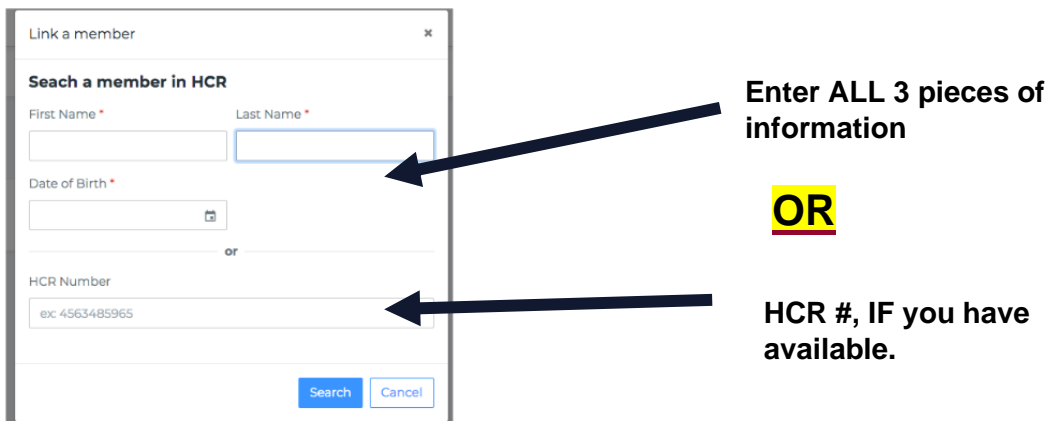 Link a member ×
Seach a member in HCR
First Name * Last Name *
Date of Birth *
or
HCR Number
ex: 4563485965
Search Cancel
Enter ALL 3 pieces of
information
OR
HCR #, IF you have
available.